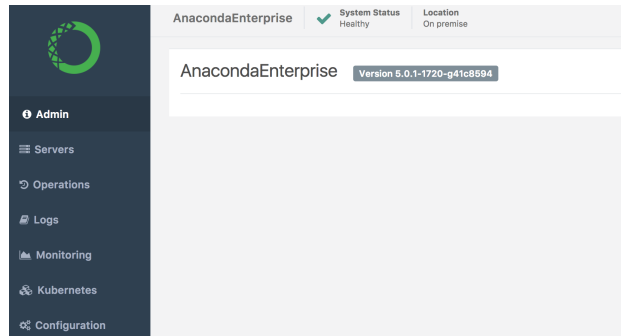 AnacondaEnterprise
System Status
Healthy
Location
On premise
AnacondaEnterprise
Version 5.0.1-1720-g41c8594
Admin
Servers
Operations
Logs
Monitoring
Kubernetes
Configuration